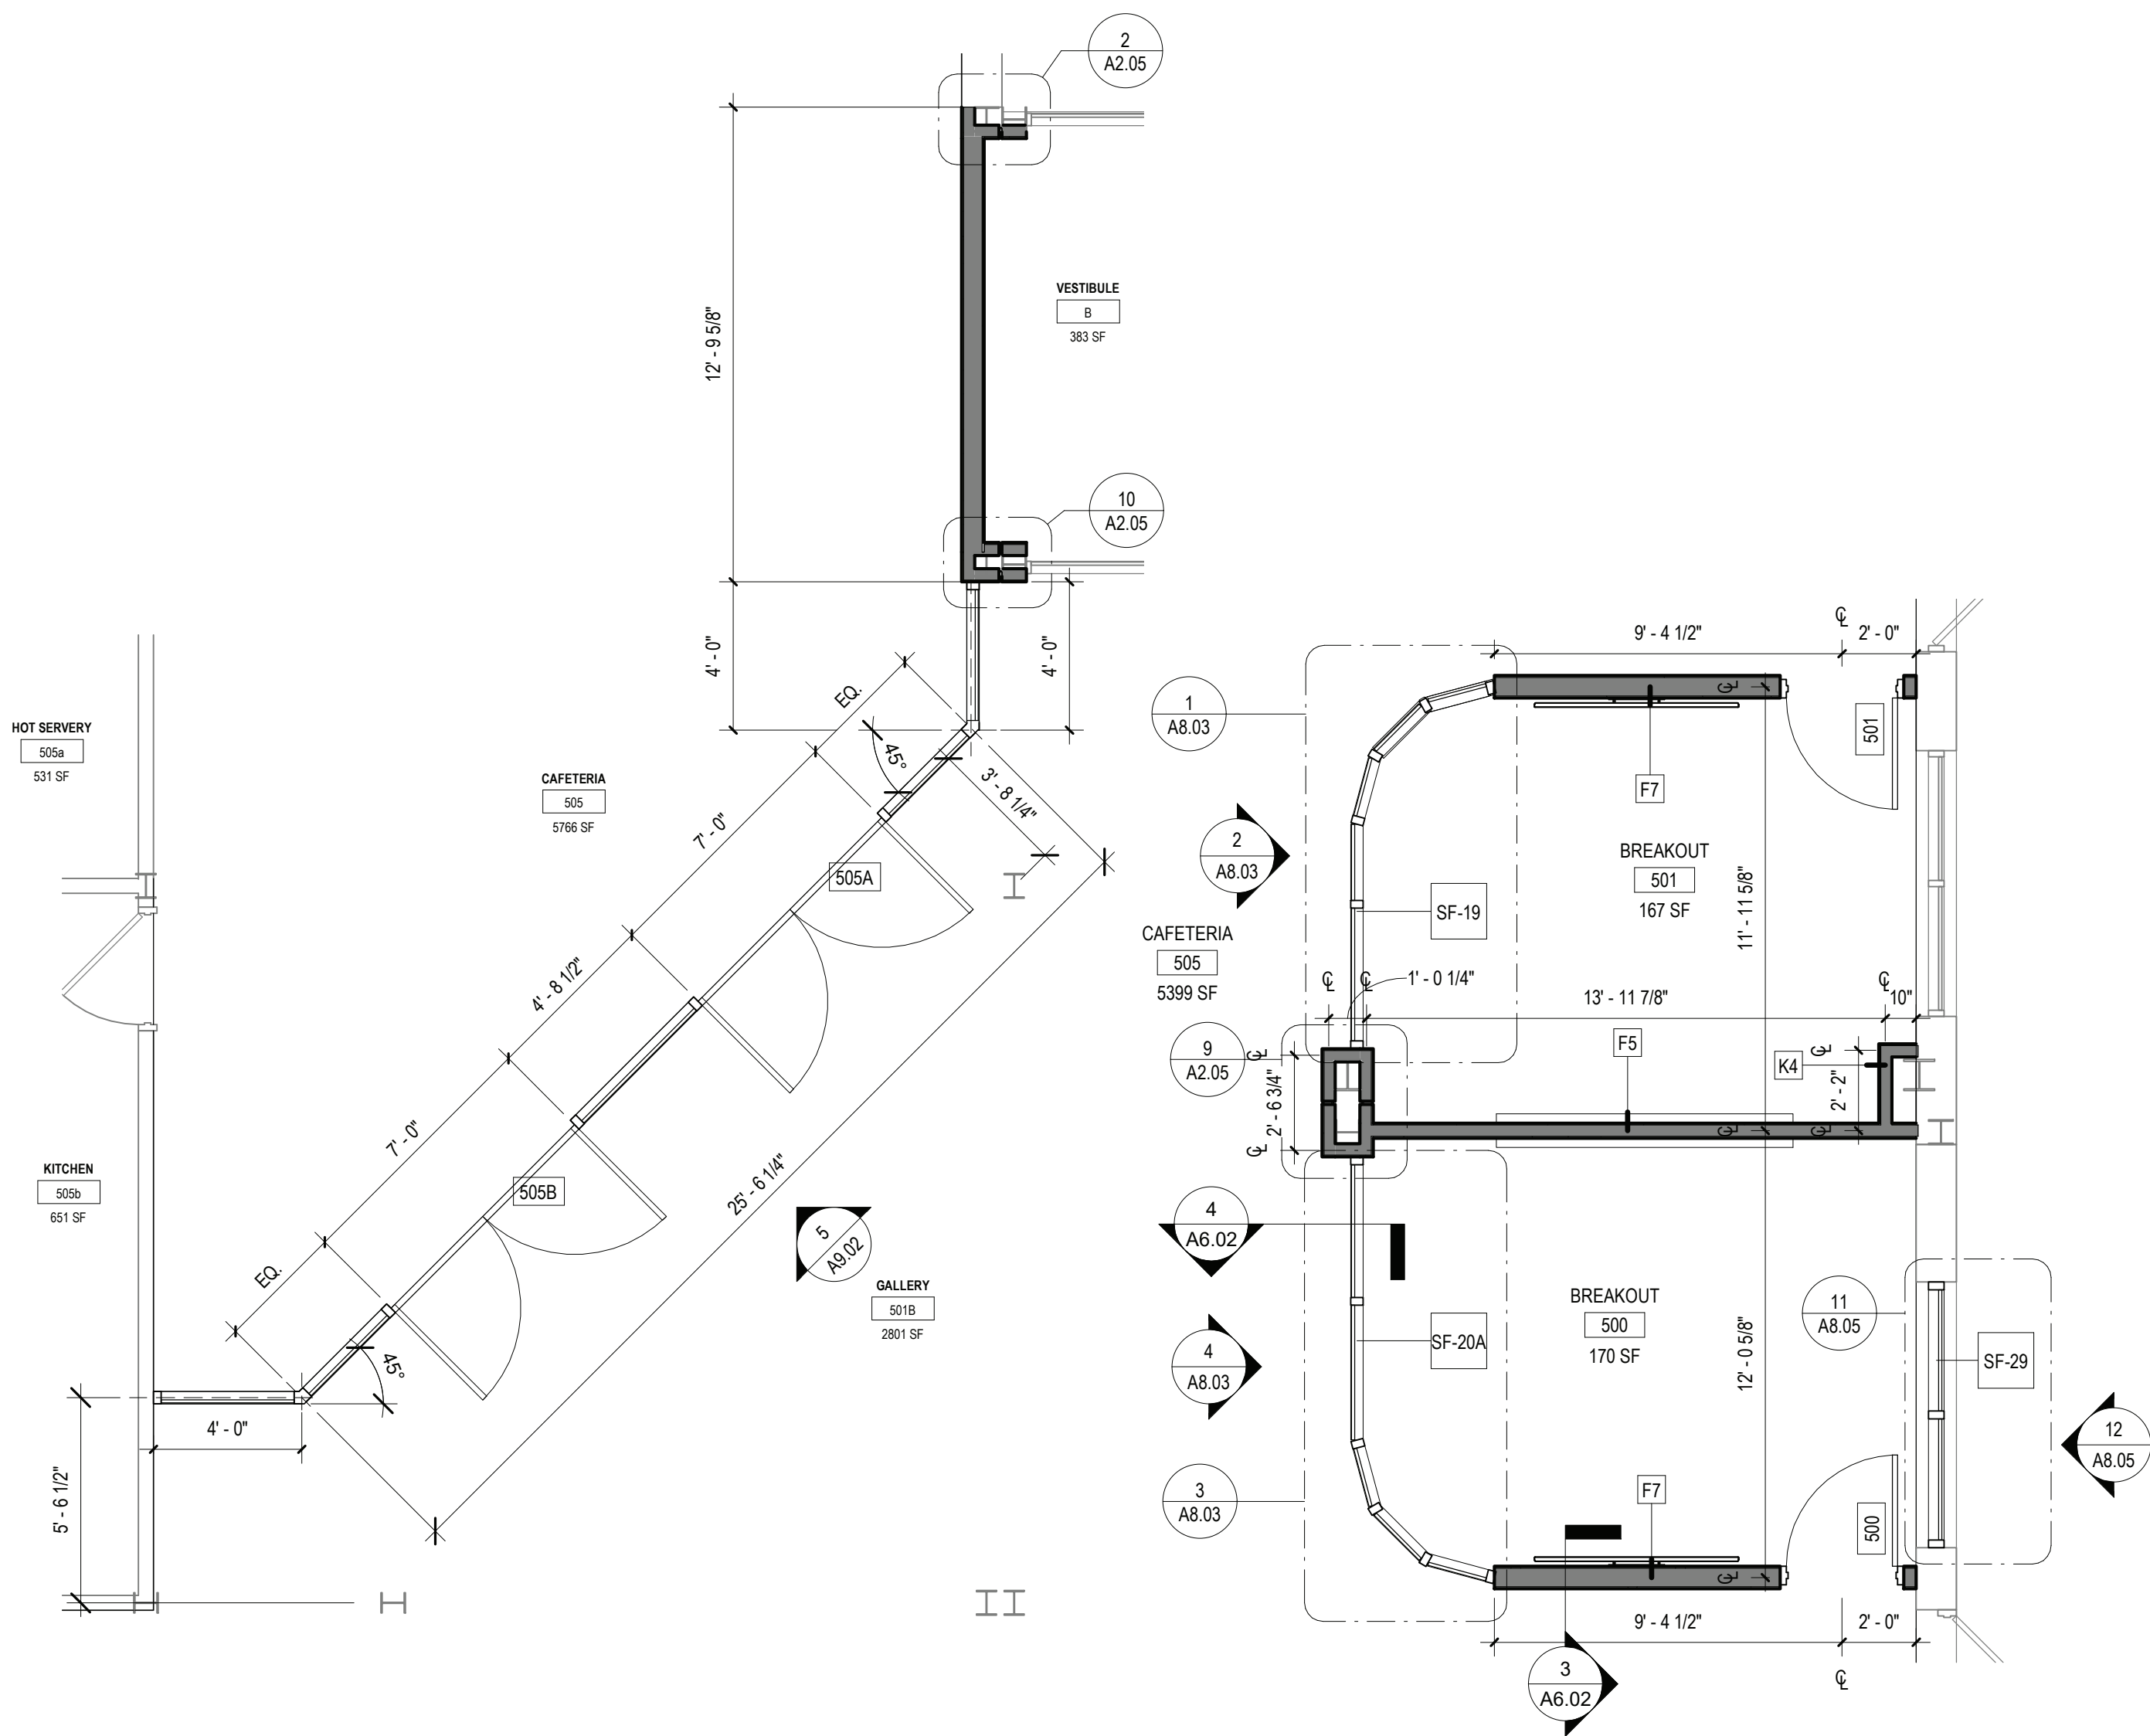 2
A2.05
12' - 9 5/8"
VESTIBULE
B
383 SF
10
A2.05
4' - 0"
4' - 0"
EQ.
45°
3' - 8 1/4"
HOT SERVERY
505a
531 SF
CAFETERIA
505
5766 SF
7' - 0"
505A
4' - 8 1/2"
7' - 0"
505B
25' - 6 1/4"
KITCHEN
505b
651 SF
EQ.
45°
5
A9.02
GALLERY
501B
2801 SF
4' - 0"
5' - 6 1/2"
℄
9' - 4 1/2"
2' - 0"
℄
1
A8.03
F7
501
2
A8.03
BREAKOUT
501
167 SF
SF-19
11' - 11 5/8"
CAFETERIA
505
5399 SF
℄
℄
1' - 0 1/4"
13' - 11 7/8"
℄
10"
9
A2.05
℄
F5
K4
℄
2' - 6 3/4"
2' - 2"
℄
℄
℄
4
A6.02
BREAKOUT
500
170 SF
11
A8.05
SF-20A
SF-29
4
A8.03
12' - 0 5/8"
12
A8.05
3
A8.03
F7
500
℄
9' - 4 1/2"
2' - 0"
℄
3
A6.02